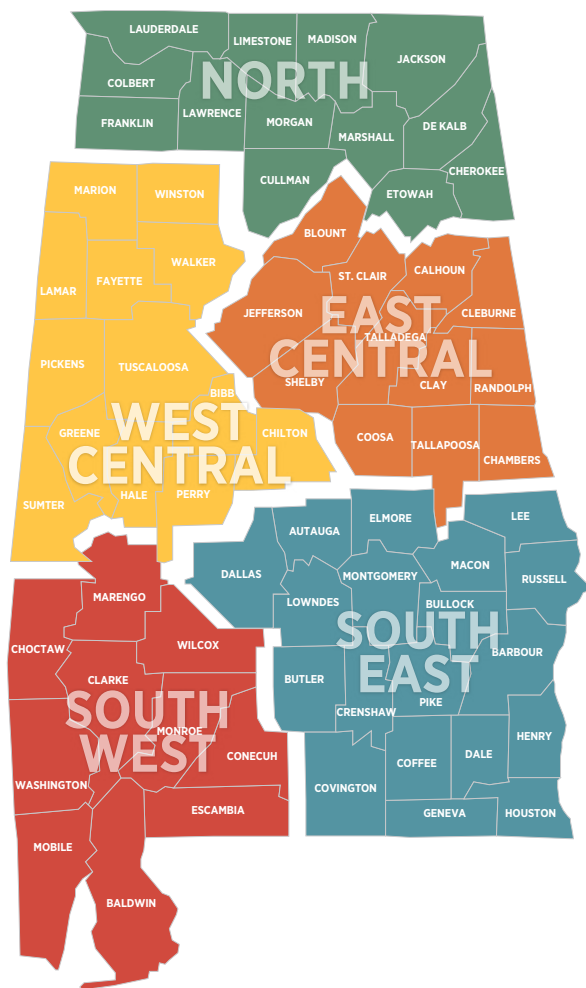 LAUDERDALE
LIMESTONE
MADISON
JACKSON
COLBERT
NORTH
FRANKLIN
LAWRENCE
MORGAN
MARSHALL
DE KALB
CHEROKEE
CULLMAN
ETOWAH
MARION
WINSTON
WALKER
LAMAR
FAYETTE
PICKENS
TUSCALOOSA
BIBB
GREENE
WEST
CENTRAL
CHILTON
SUMTER
HALE
PERRY
BLOUNT
ST. CLAIR
CALHOUN
JEFFERSON
EAST
CENTRAL
CLEBURNE
TALLADEGA
SHELBY
CLAY
RANDOLPH
COOSA
TALLAPOOSA
CHAMBERS
AUTAUGA
ELMORE
LEE
DALLAS
MONTGOMERY
MACON
RUSSELL
LOWNDES
BULLOCK
SOUTH
EAST
BARBOUR
BUTLER
CRENSHAW
PIKE
HENRY
COFFEE
DALE
COVINGTON
GENEVA
HOUSTON
MARENGO
CHOCTAW
WILCOX
CLARKE
SOUTH
WEST
MONROE
CONECUH
WASHINGTON
ESCAMBIA
MOBILE
BALDWIN